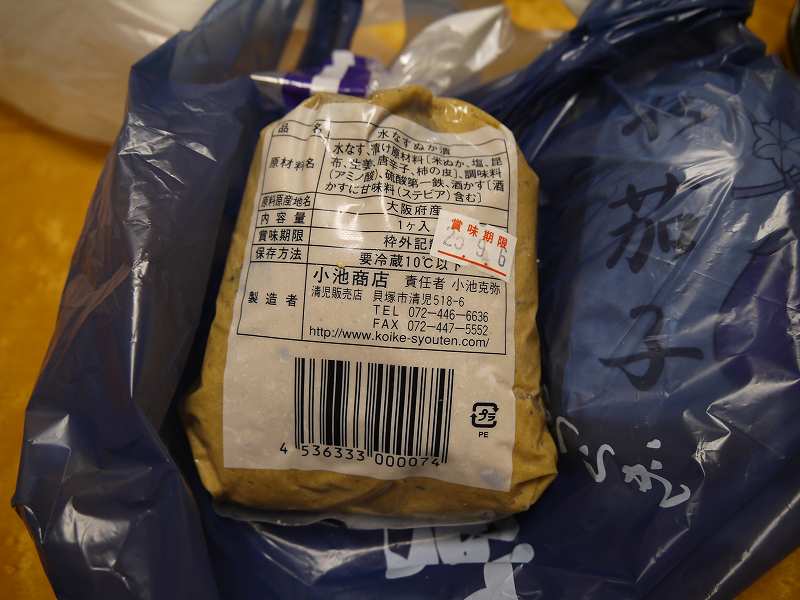 品名 水なすぬか漬
原材料名 水なす、漬け原材料〔米ぬか、塩、昆
布、生姜、唐辛子、柿の皮〕、調味料
(アミノ酸)、硫酸第一鉄、酒かす〔酒
かすに甘味料(ステビア)含む〕
原料原産地名 大阪府産
内容量 1ヶ入
賞味期限 枠外記
保存方法 要冷蔵10℃以下
製造者 小池商店 責任者 小池克弥
清児販売店 貝塚市清児518-6
TEL 072-446-6636
FAX 072-447-5552
http://www.koike-syouten.com/
賞味期限
25.9.6
4 536333 000074
プラ
PE
茄
子